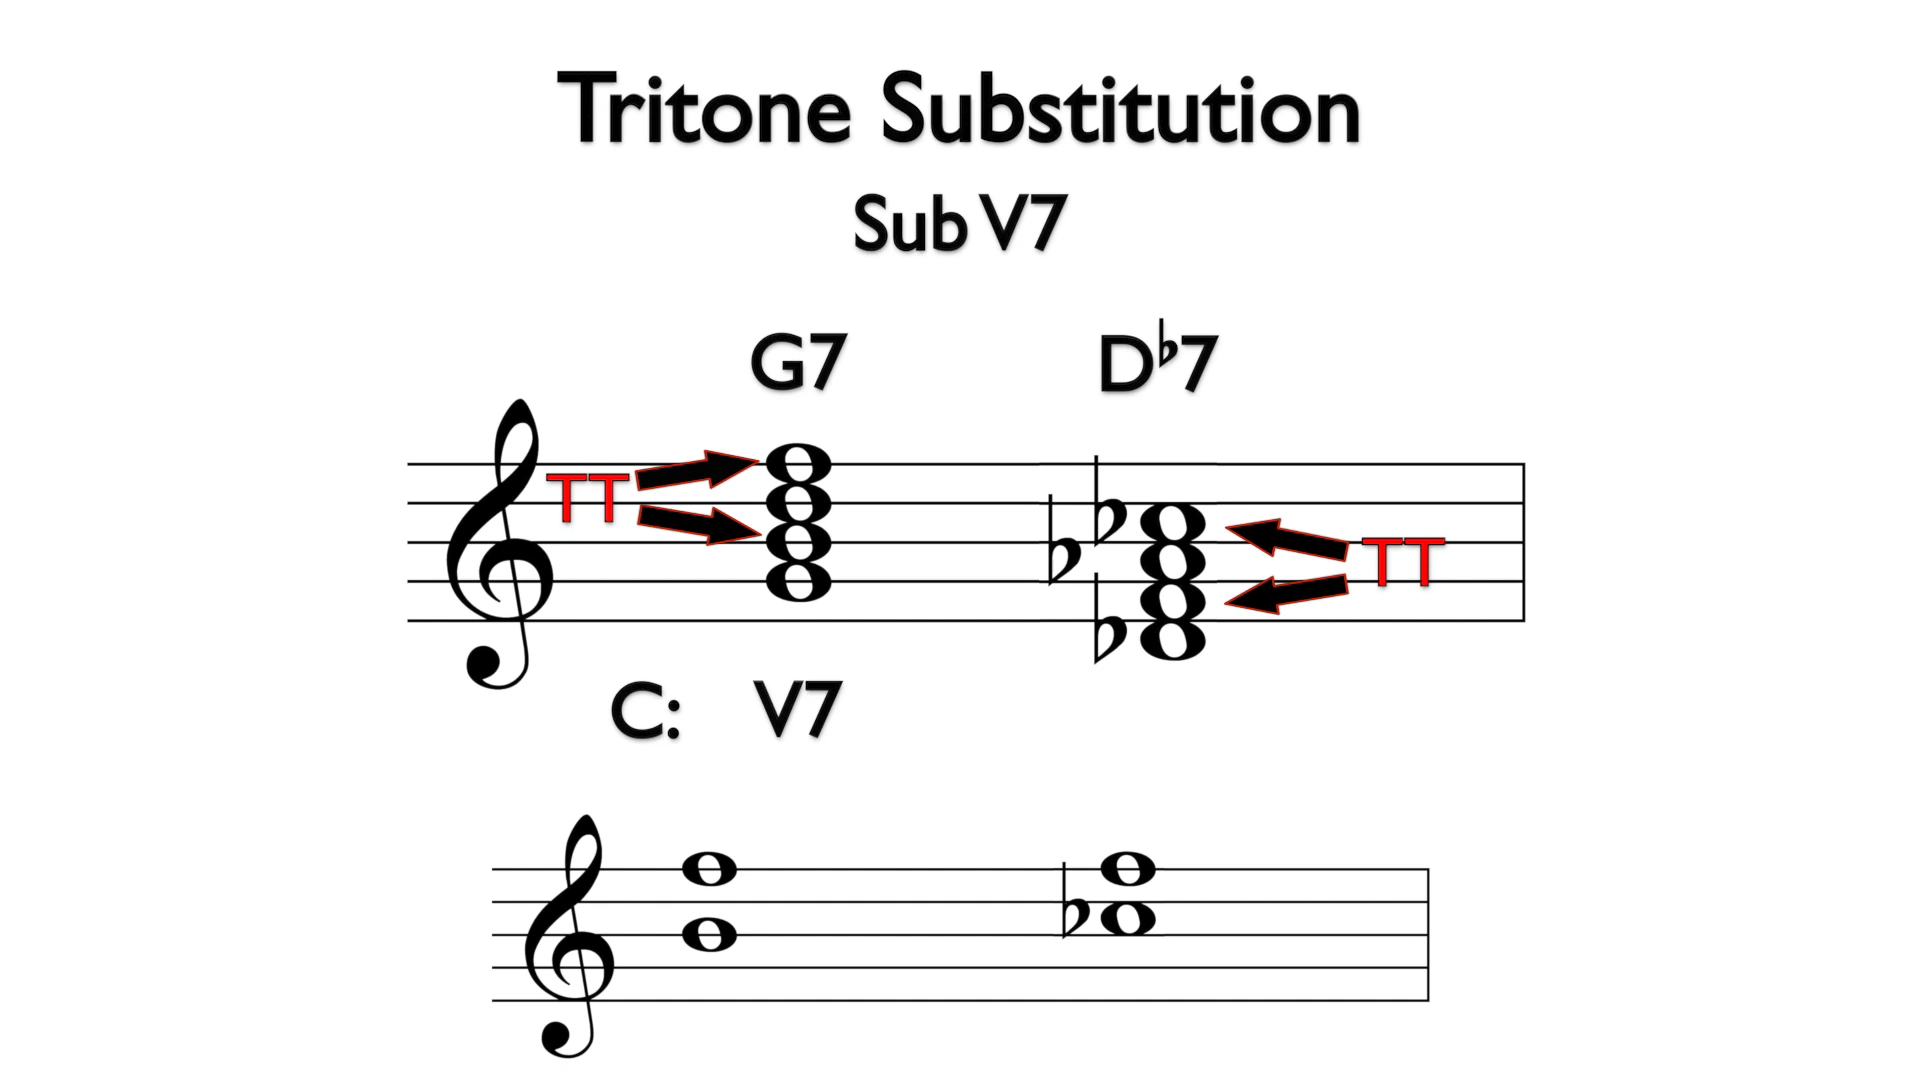 Tritone Substitution
Sub V7
G7 D♭7
TT TT
C: V7